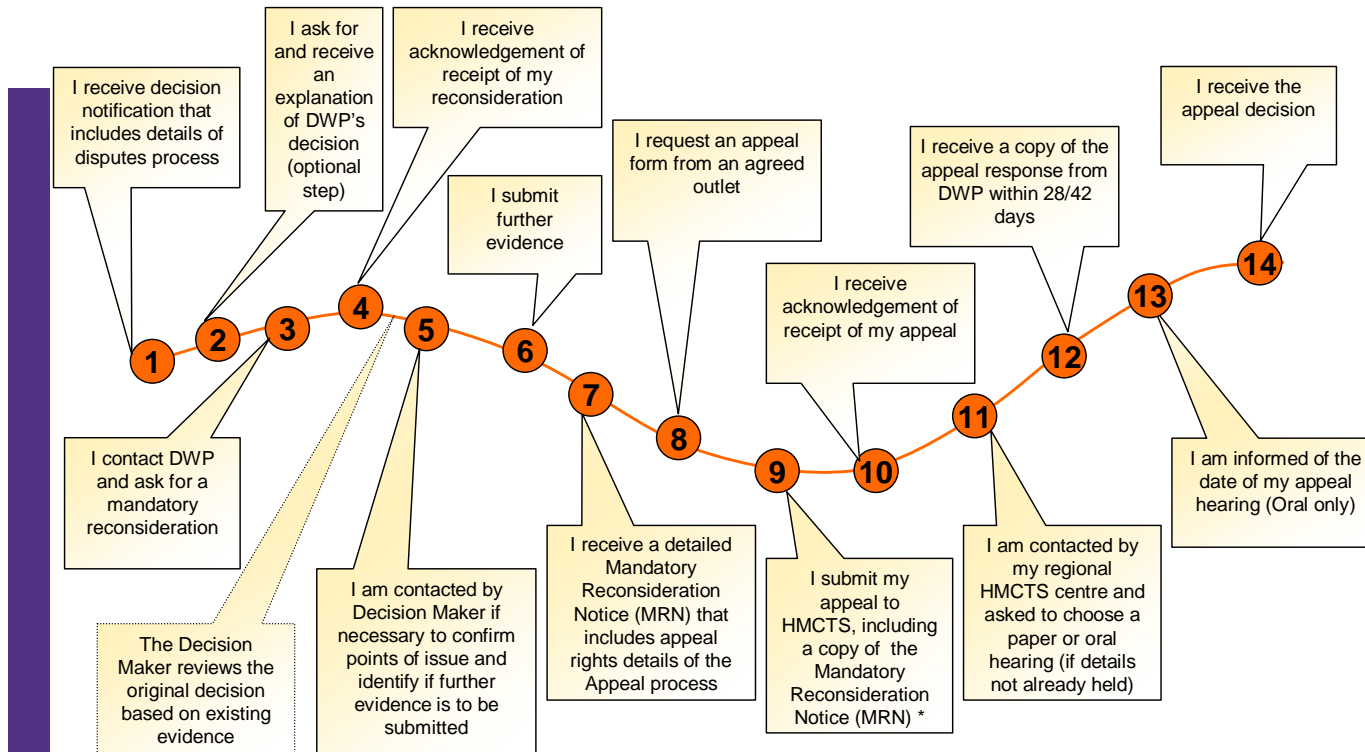 I receive decision
notification that
includes details of
disputes process
1
I ask for
and receive
an
explanation
of DWP's
decision
(optional
step)
2
I contact DWP
and ask for a
mandatory
reconsideration
3
I receive
acknowledgement of
receipt of my
reconsideration
4
The Decision
Maker reviews the
original decision
based on existing
evidence
I am contacted by
Decision Maker if
necessary to confirm
points of issue and
identify if further
evidence is to be
submitted
5
I submit
further
evidence
6
I receive a detailed
Mandatory
Reconsideration
Notice (MRN) that
includes appeal
rights details of the
Appeal process
7
I request an appeal
form from an agreed
outlet
8
I submit my
appeal to
HMCTS, including
a copy of the
Mandatory
Reconsideration
Notice (MRN) *
9
I receive
acknowledgement of
receipt of my appeal
10
I am contacted by
my regional
HMCTS centre and
asked to choose a
paper or oral
hearing (if details
not already held)
11
I receive a copy of the
appeal response from
DWP within 28/42
days
12
I am informed of the
date of my appeal
hearing (Oral only)
13
I receive the
appeal decision
14